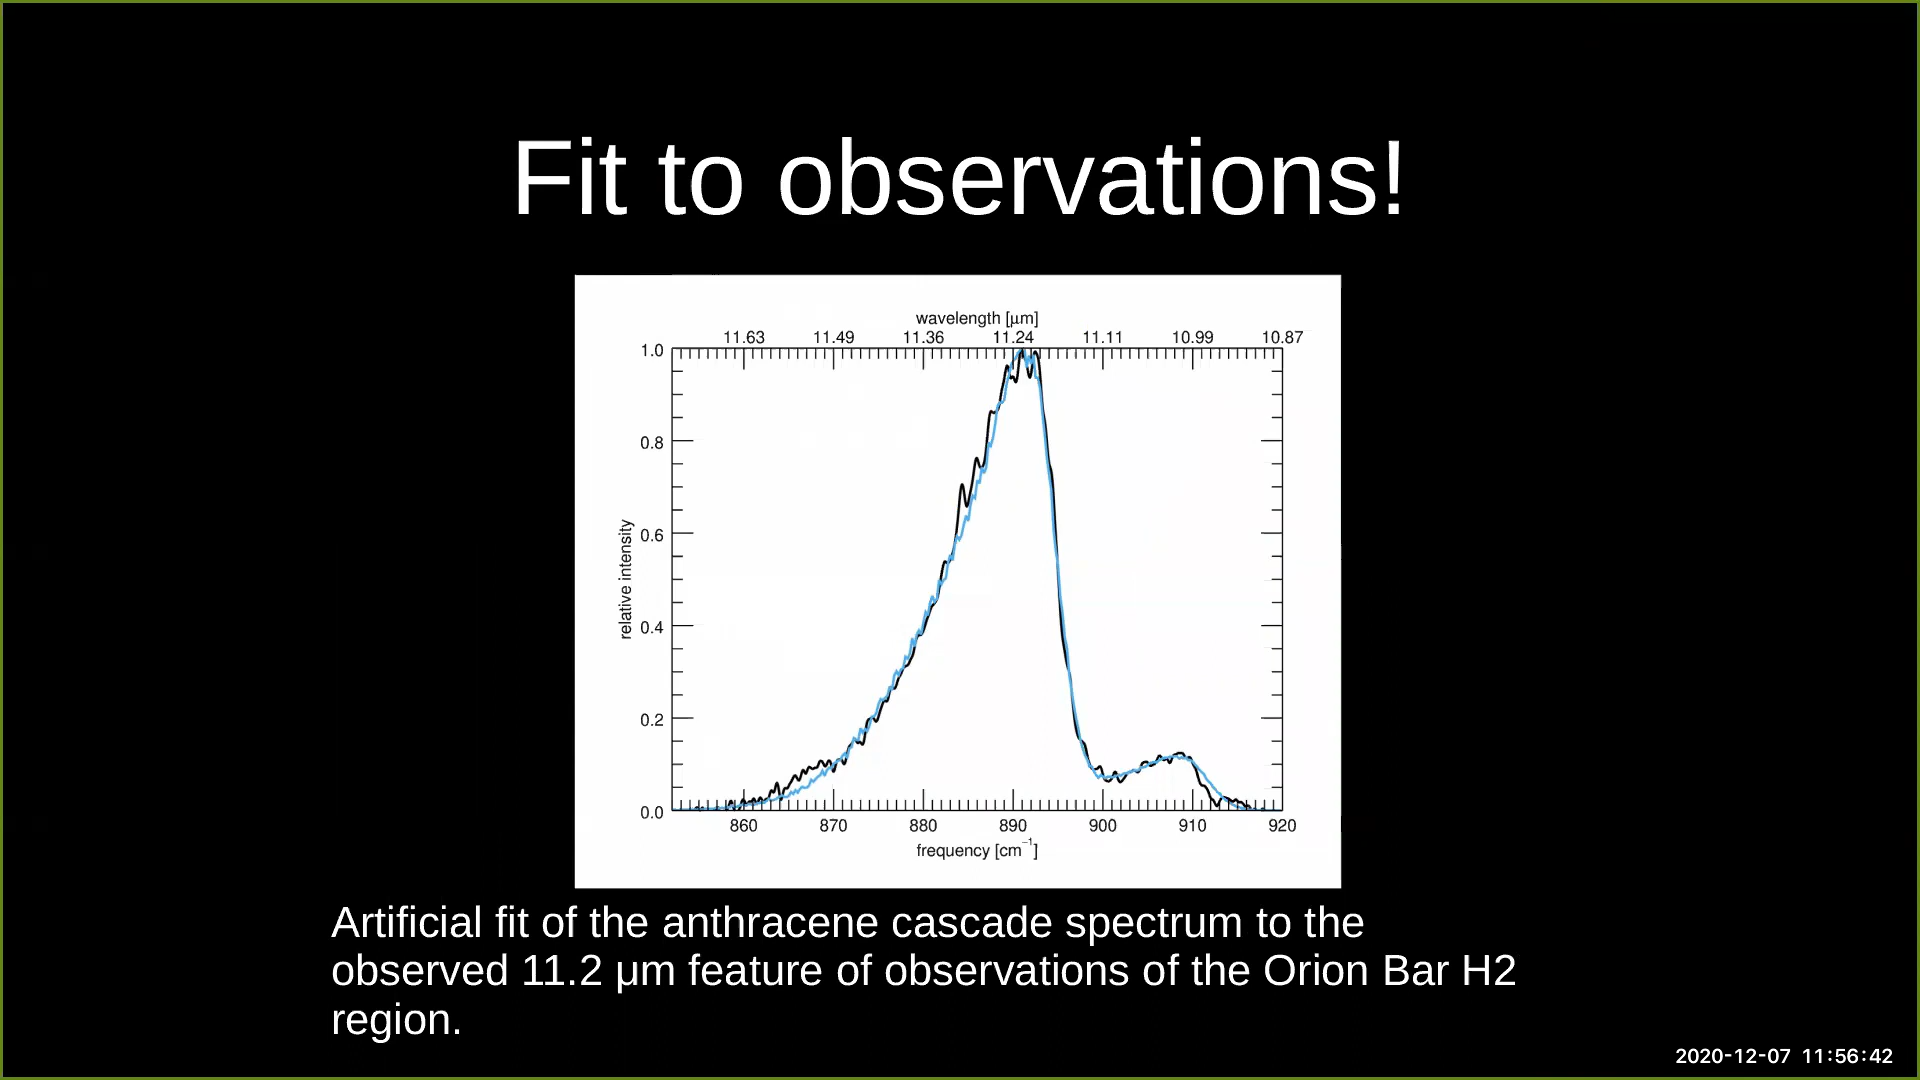 Fit to observations!
wavelength [μm]
11.63 11.49 11.36 11.24 11.11 10.99 10.87
1.0
0.8
0.6
0.4
0.2
0.0
relative intensity
860 870 880 890 900 910 920
frequency [cm⁻¹]
Artificial fit of the anthracene cascade spectrum to the
observed 11.2 μm feature of observations of the Orion Bar H2
region.
2020-12-07 11:56:42